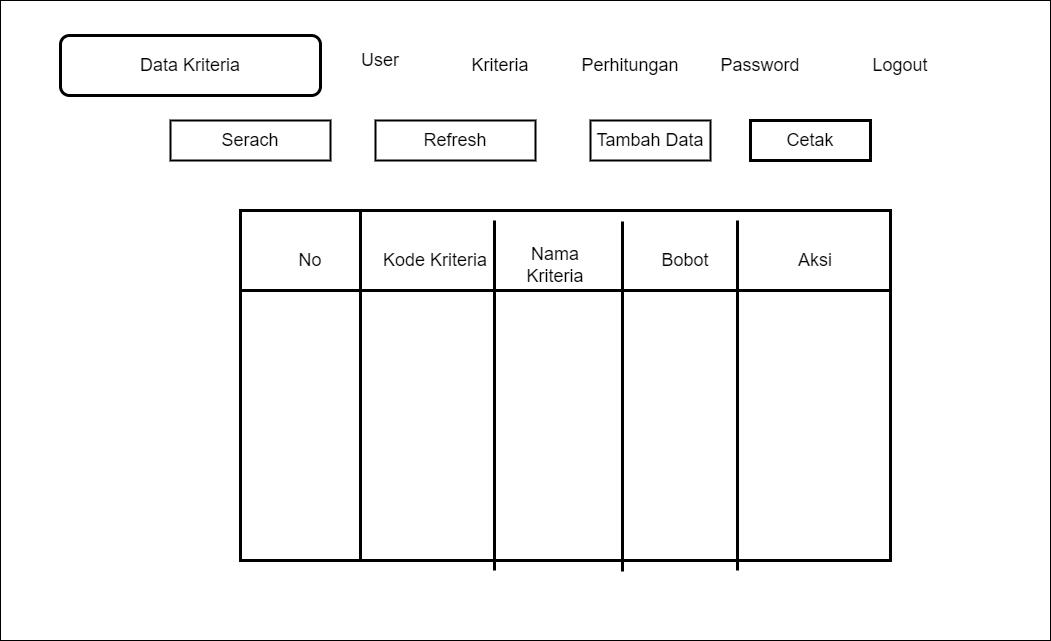 Data Kriteria
User
Kriteria
Perhitungan
Password
Logout
Serach
Refresh
Tambah Data
Cetak
No
Kode Kriteria
Nama
Kriteria
Bobot
Aksi